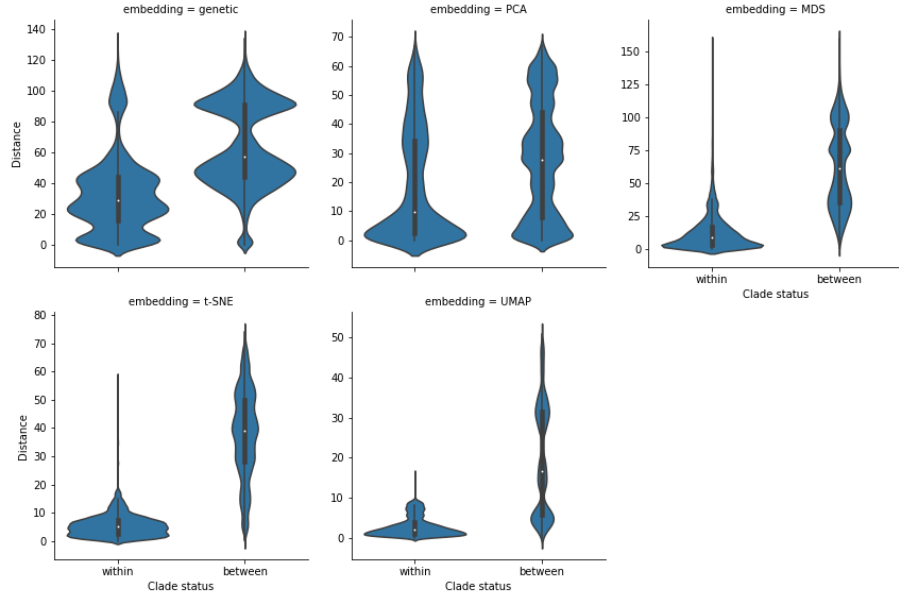 embedding = genetic
embedding = PCA
embedding = MDS
140
120
100
80
60
40
20
0
Distance
70
60
50
40
30
20
10
0
150
125
100
75
50
25
0
within
between
Clade status
embedding = t-SNE
embedding = UMAP
80
70
60
50
40
30
20
10
0
Distance
50
40
30
20
10
0
within
between
Clade status
within
between
Clade status